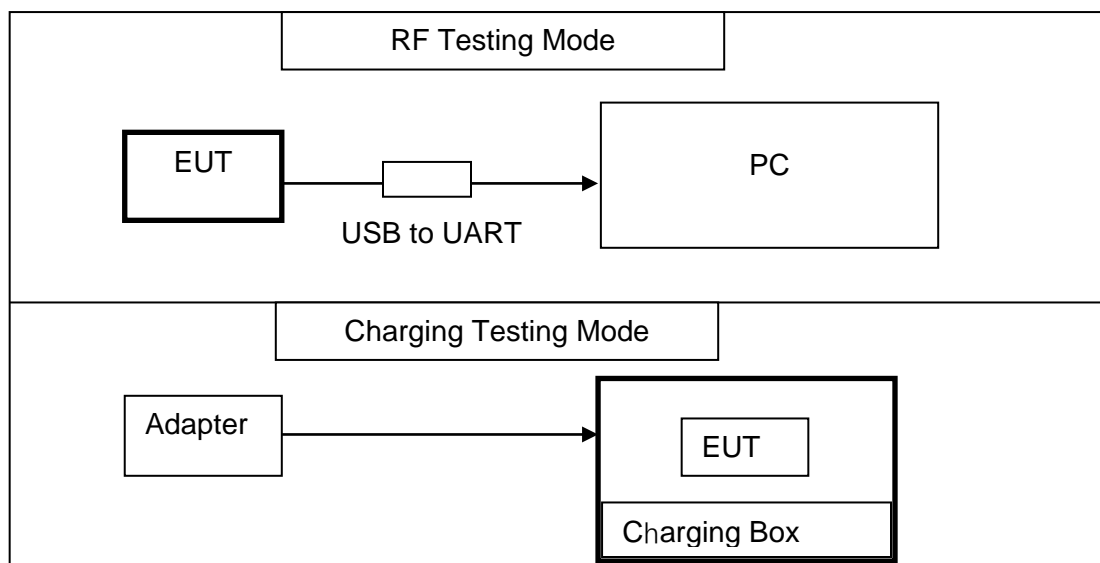 RF Testing Mode
EUT
PC
USB to UART
Charging Testing Mode
Adapter
EUT
Charging Box